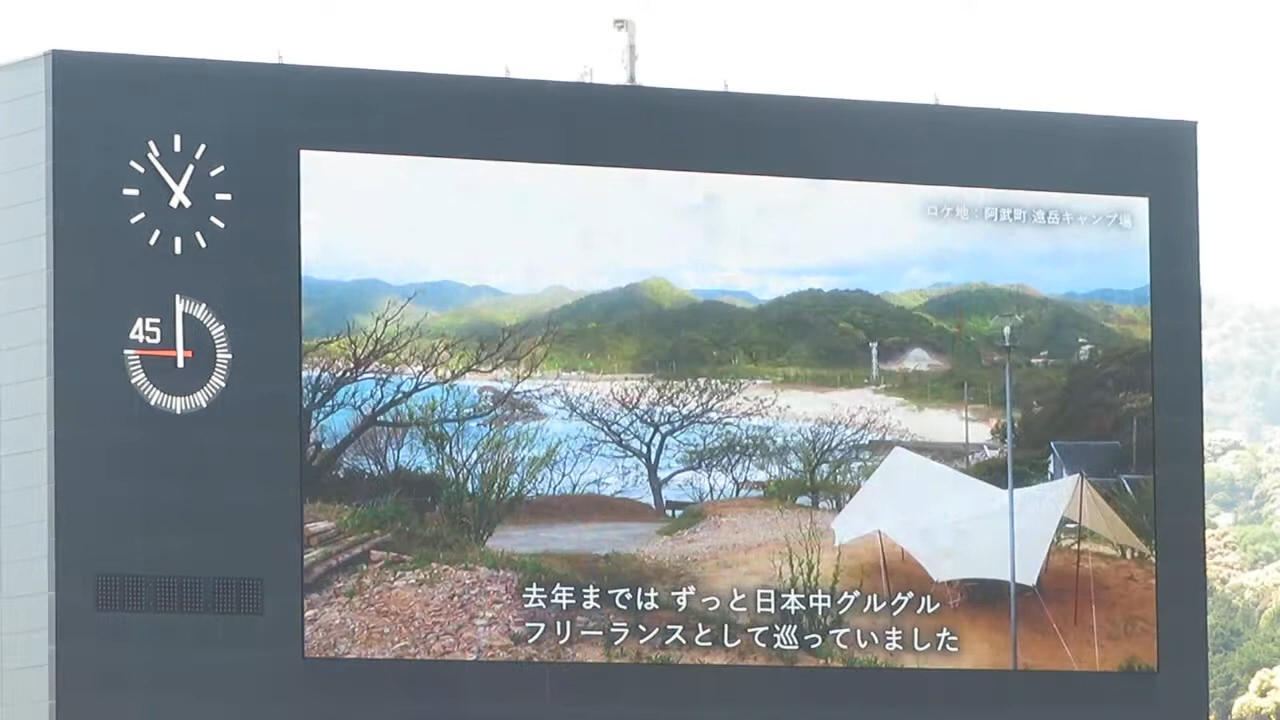 ロケ地：阿武町 遠岳キャンプ場
45
去年までは ずっと日本中グルグル
フリーランスとして巡っていました